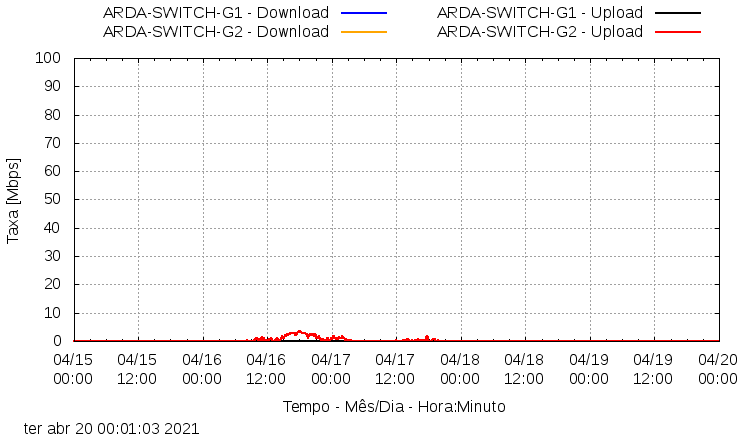 ARDA-SWITCH-G1 - Download ARDA-SWITCH-G1 - Upload
ARDA-SWITCH-G2 - Download ARDA-SWITCH-G2 - Upload
100
90
80
70
60
50
40
30
20
10
0
Taxa [Mbps]
04/15 04/15 04/16 04/16 04/17 04/17 04/18 04/18 04/19 04/19 04/20
00:00 12:00 00:00 12:00 00:00 12:00 00:00 12:00 00:00 12:00 00:00
Tempo - Mês/Dia - Hora:Minuto
ter abr 20 00:01:03 2021